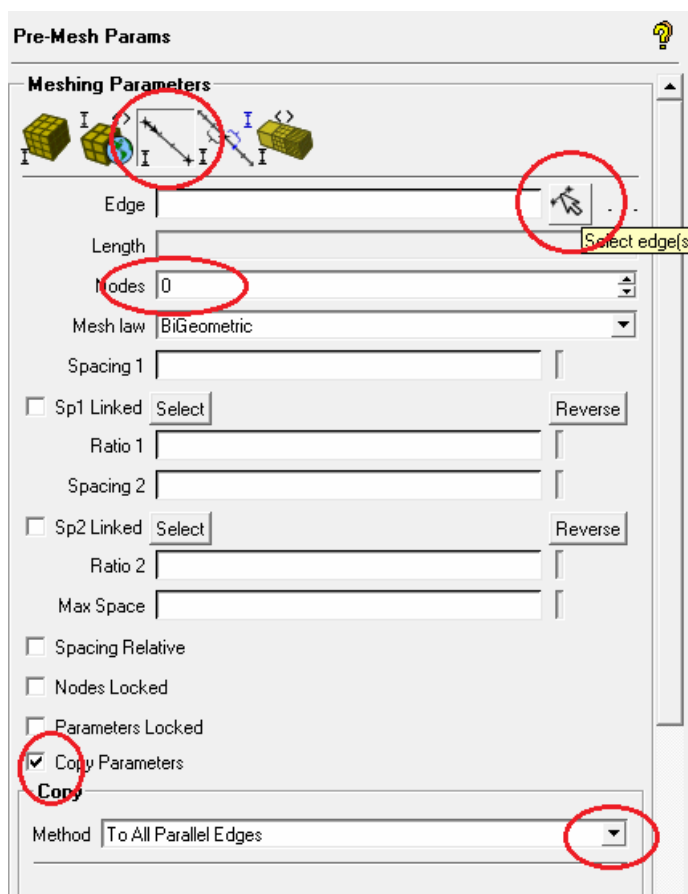 Pre-Mesh Params
Meshing Parameters
Edge
Select edge(s
Length
Nodes 0
Mesh law BiGeometric
Spacing 1
Sp1 Linked Select Reverse
Ratio 1
Spacing 2
Sp2 Linked Select Reverse
Ratio 2
Max Space
Spacing Relative
Nodes Locked
Parameters Locked
Copy Parameters
Copy
Method To All Parallel Edges